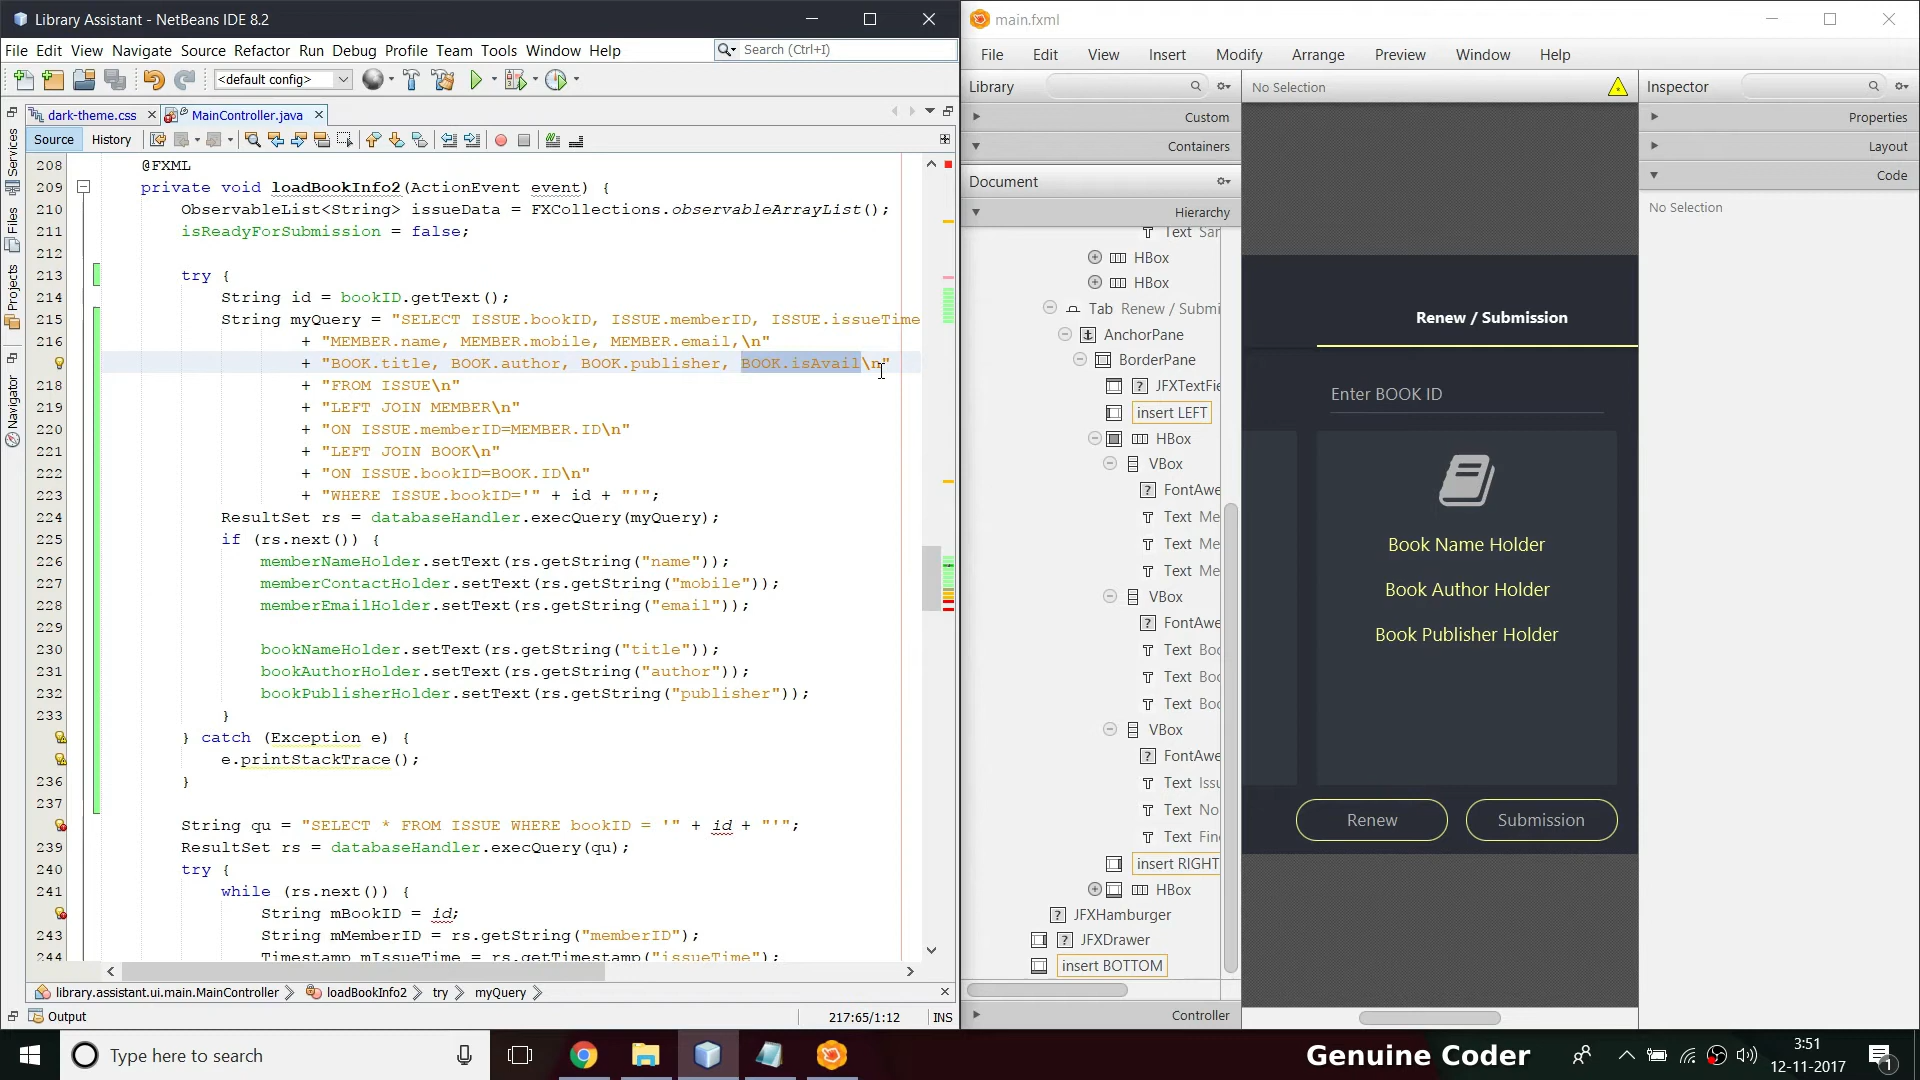 Library Assistant - NetBeans IDE 8.2
File Edit View Navigate Source Refactor Run Debug Profile Team Tools Window Help
Search (Ctrl+I)
<default config>
dark-theme.css
MainController.java
Source
History
Services
Files
Projects
Navigator
208 @FXML
209 private void loadBookInfo2(ActionEvent event) {
210 ObservableList<String> issueData = FXCollections.observableArrayList();
211 isReadyForSubmission = false;
212
213 try {
214 String id = bookID.getText();
215 String myQuery = "SELECT ISSUE.bookID, ISSUE.memberID, ISSUE.issueTime
216 + "MEMBER.name, MEMBER.mobile, MEMBER.email,\n"
+ "BOOK.title, BOOK.author, BOOK.publisher, BOOK.isAvail\n"
218 + "FROM ISSUE\n"
219 + "LEFT JOIN MEMBER\n"
220 + "ON ISSUE.memberID=MEMBER.ID\n"
221 + "LEFT JOIN BOOK\n"
222 + "ON ISSUE.bookID=BOOK.ID\n"
223 + "WHERE ISSUE.bookID='" + id + "'";
224 ResultSet rs = databaseHandler.execQuery(myQuery);
225 if (rs.next()) {
226 memberNameHolder.setText(rs.getString("name"));
227 memberContactHolder.setText(rs.getString("mobile"));
228 memberEmailHolder.setText(rs.getString("email"));
229
230 bookNameHolder.setText(rs.getString("title"));
231 bookAuthorHolder.setText(rs.getString("author"));
232 bookPublisherHolder.setText(rs.getString("publisher"));
233 }
} catch (Exception e) {
e.printStackTrace();
236 }
237
String qu = "SELECT * FROM ISSUE WHERE bookID = '" + id + "'";
239 ResultSet rs = databaseHandler.execQuery(qu);
240 try {
241 while (rs.next()) {
String mBookID = id;
243 String mMemberID = rs.getString("memberID");
244 Timestamp mIssueTime = rs.getTimestamp("issueTime");
library.assistant.ui.main.MainController
loadBookInfo2
try
myQuery
Output
217:65/1:12
INS
main.fxml
File Edit View Insert Modify Arrange Preview Window Help
Library
Custom
Containers
Document
Hierarchy
Text Sar
HBox
HBox
Tab Renew / Submi
AnchorPane
BorderPane
? JFXTextFie
insert LEFT
HBox
VBox
? FontAwe
Text Me
Text Me
Text Me
VBox
? FontAwe
Text Boo
Text Boo
Text Boo
VBox
? FontAwe
Text Issu
Text No
Text Fin
insert RIGHT
HBox
? JFXHamburger
? JFXDrawer
insert BOTTOM
Controller
No Selection
Renew / Submission
Enter BOOK ID
Book Name Holder
Book Author Holder
Book Publisher Holder
Renew
Submission
Inspector
Properties
Layout
Code
No Selection
Type here to search
Genuine Coder
3:51
12-11-2017
1